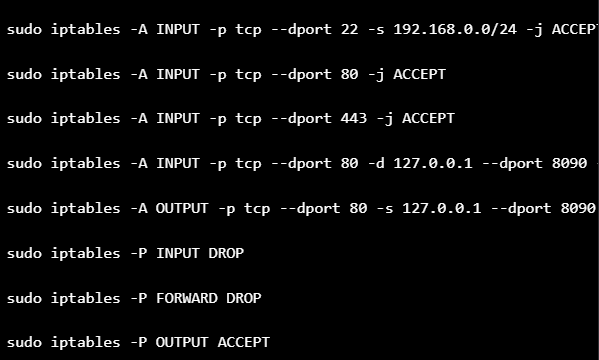 sudo iptables -A INPUT -p tcp --dport 22 -s 192.168.0.0/24 -j ACCEP
sudo iptables -A INPUT -p tcp --dport 80 -j ACCEPT
sudo iptables -A INPUT -p tcp --dport 443 -j ACCEPT
sudo iptables -A INPUT -p tcp --dport 80 -d 127.0.0.1 --dport 8090 -
sudo iptables -A OUTPUT -p tcp --dport 80 -s 127.0.0.1 --dport 8090
sudo iptables -P INPUT DROP
sudo iptables -P FORWARD DROP
sudo iptables -P OUTPUT ACCEPT